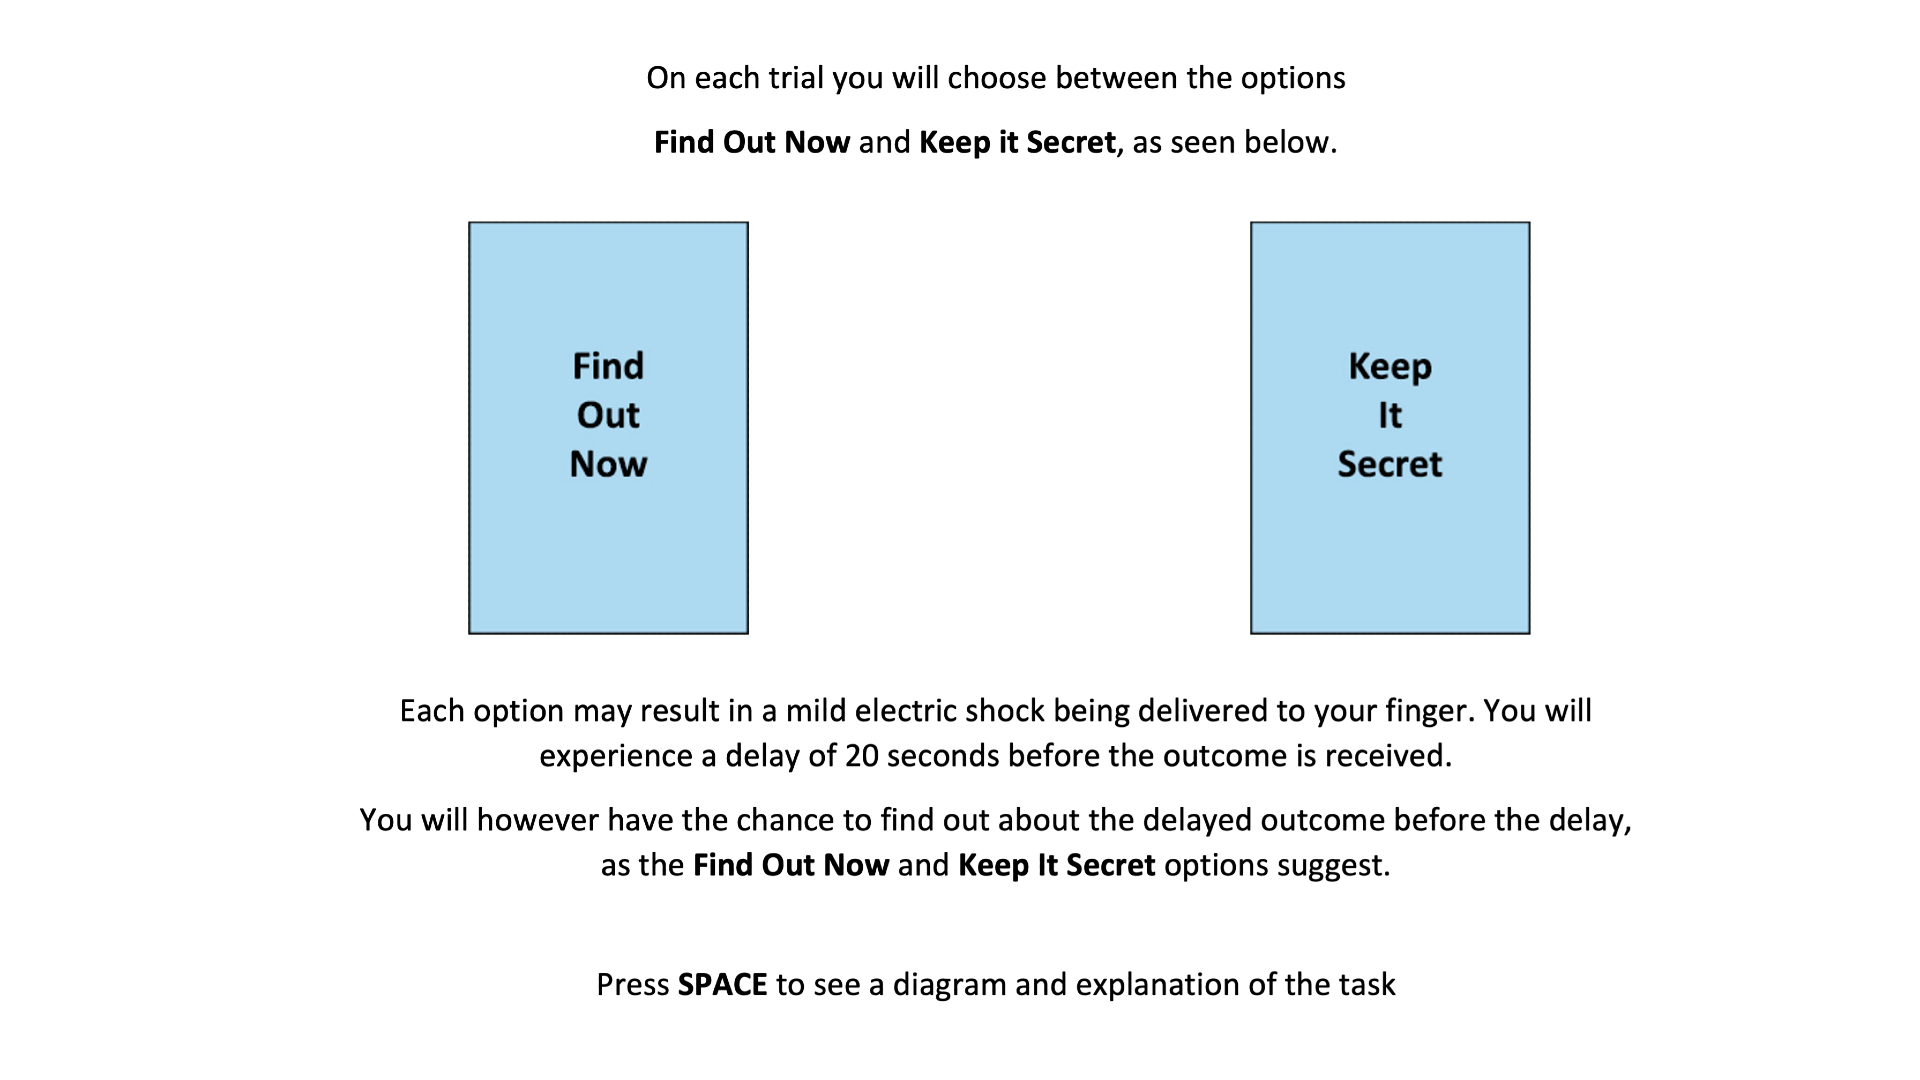 On each trial you will choose between the options
Find Out Now and Keep it Secret, as seen below.
Find
Out
Now
Keep
It
Secret
Each option may result in a mild electric shock being delivered to your finger. You will
experience a delay of 20 seconds before the outcome is received.
You will however have the chance to find out about the delayed outcome before the delay,
as the Find Out Now and Keep It Secret options suggest.
Press SPACE to see a diagram and explanation of the task